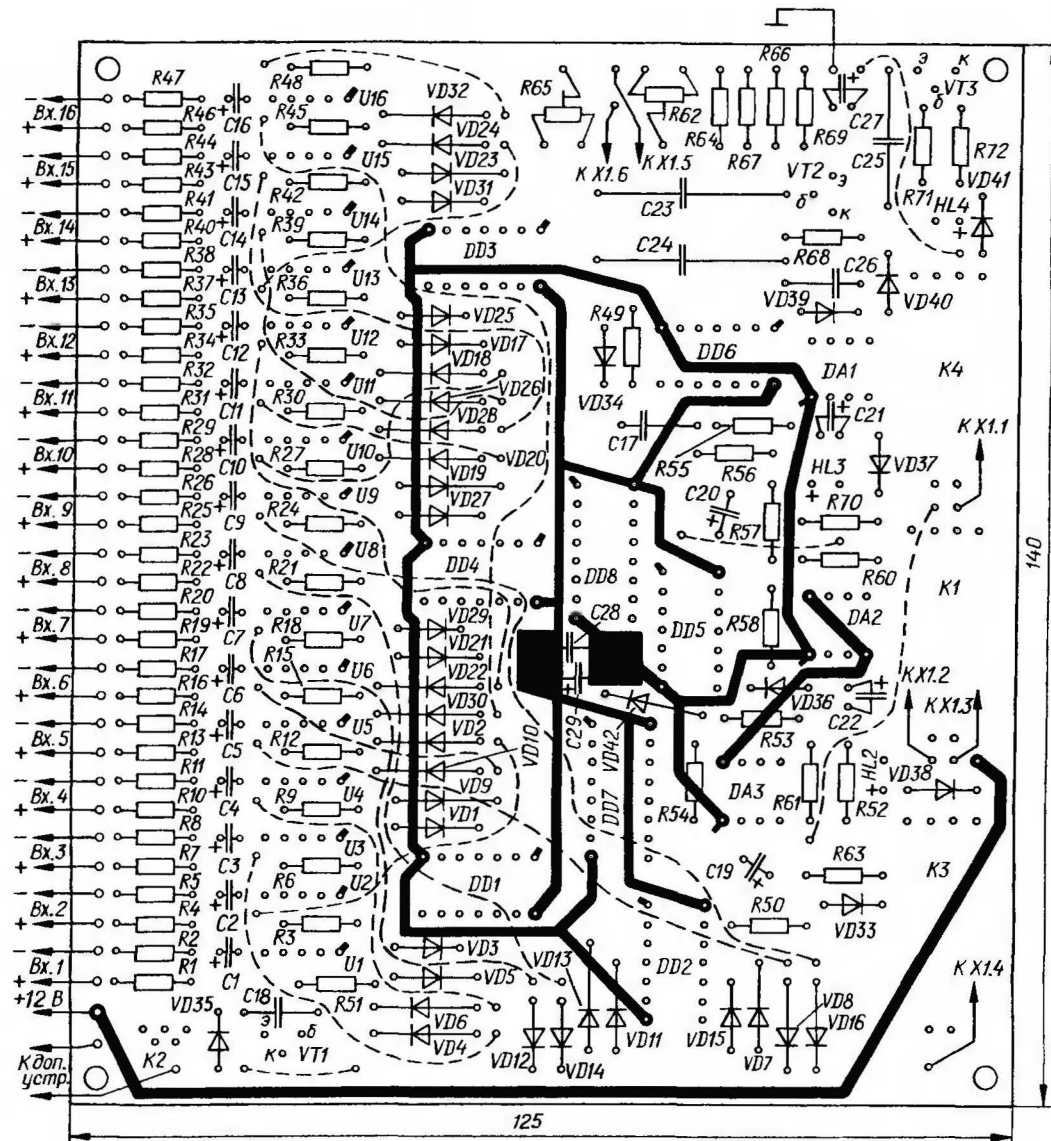 R47
R48
R65
R66
э
к
VT3
б
Вх.16
R46
C16
R45
U16
VD32
R62
R64
R67
R69
C27
R72
R44
VD24
K X1.6
K X1.5
C25
VT2
Вх.15
R43
C15
U15
VD23
R42
VD31
э
б
к
R71
VD41
R41
U14
C23
HL4
Вх.14
R40
C14
R39
DD3
R38
U13
C24
R68
C26
Вх.13
R37
C13
R36
VD39
VD40
R35
U12
VD25
R49
Вх.12
R34
C12
R33
VD17
DD6
R32
U11
VD18
VD26
VD34
DA1
K4
Вх.11
R31
C11
R30
VD28
C17
C21
K X1.1
R29
U10
VD20
Вх.10
R28
C10
R27
VD19
R55
R56
HL3
VD37
R26
U9
VD27
C20
Вх.9
R25
C9
R24
R57
R70
R23
U8
DD4
Вх.8
R22
C8
R21
DD8
R60
K1
140
R20
VD29
C28
Вх.7
R19
C7
R18
U7
VD21
DD5
R58
DA2
R17
R15
U6
VD22
K X1.2
Вх.6
R16
C6
VD30
VD36
C22
K X1.3
R14
U5
VD2
VD10
C29
VD42
R53
Вх.5
R13
C5
R12
R11
U4
VD9
HL2
VD38
Вх.4
R10
C4
R9
VD1
DD7
R54
DA3
R61
R52
R8
U3
Вх.3
R7
C3
R6
DD1
C19
R63
K3
R5
U2
Вх.2
R4
C2
R3
R50
VD33
R2
VD3
VD13
Вх.1
R1
C1
U1
VD5
DD2
K X1.4
+12 В
VD35
C18
R51
э
б
VD6
VD8
К доп.
устр.
K2
к
VT1
VD4
VD12
VD14
VD11
VD15
VD7
VD16
125